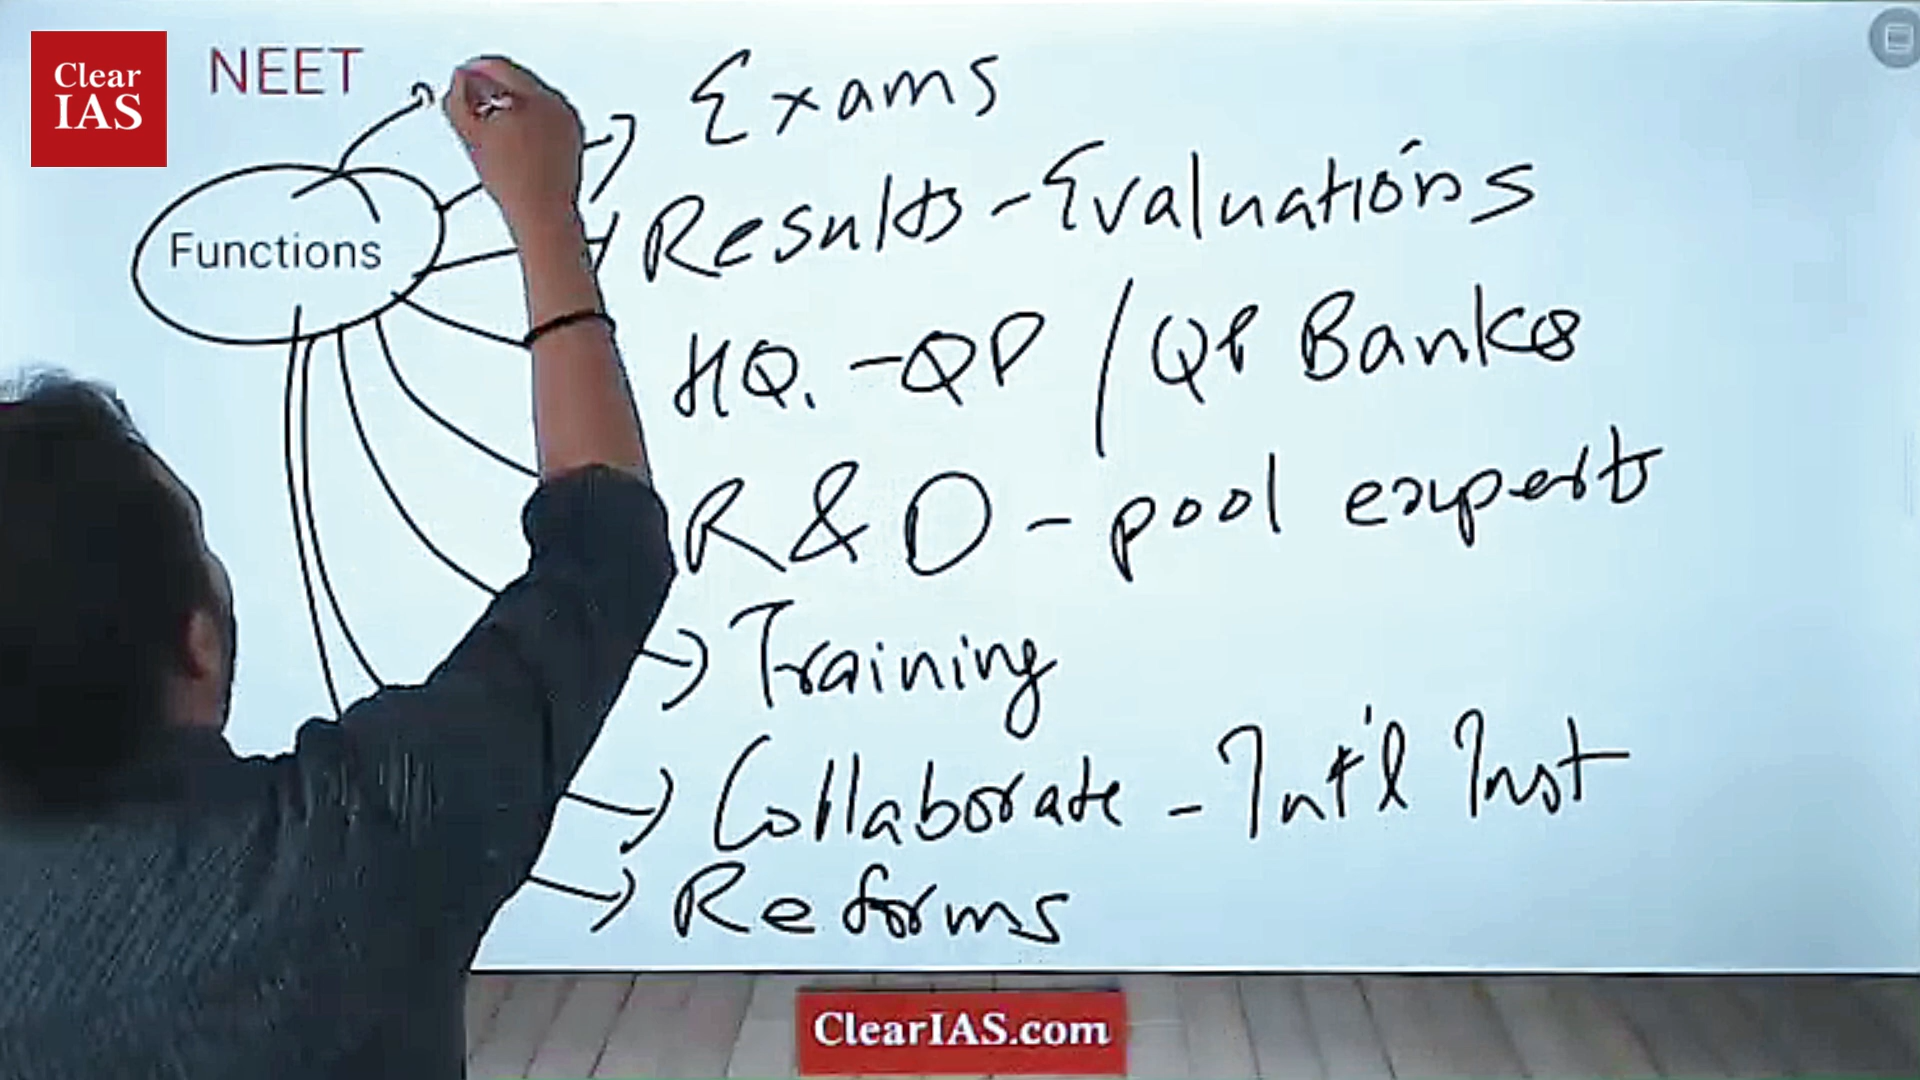 Clear
IAS
NEET
Exams
Functions
Results - Evaluations
HQ. - QP / QP Banks
R & D - pool experts
Training
Collaborate - Int'l Inst
Reforms
ClearIAS.com